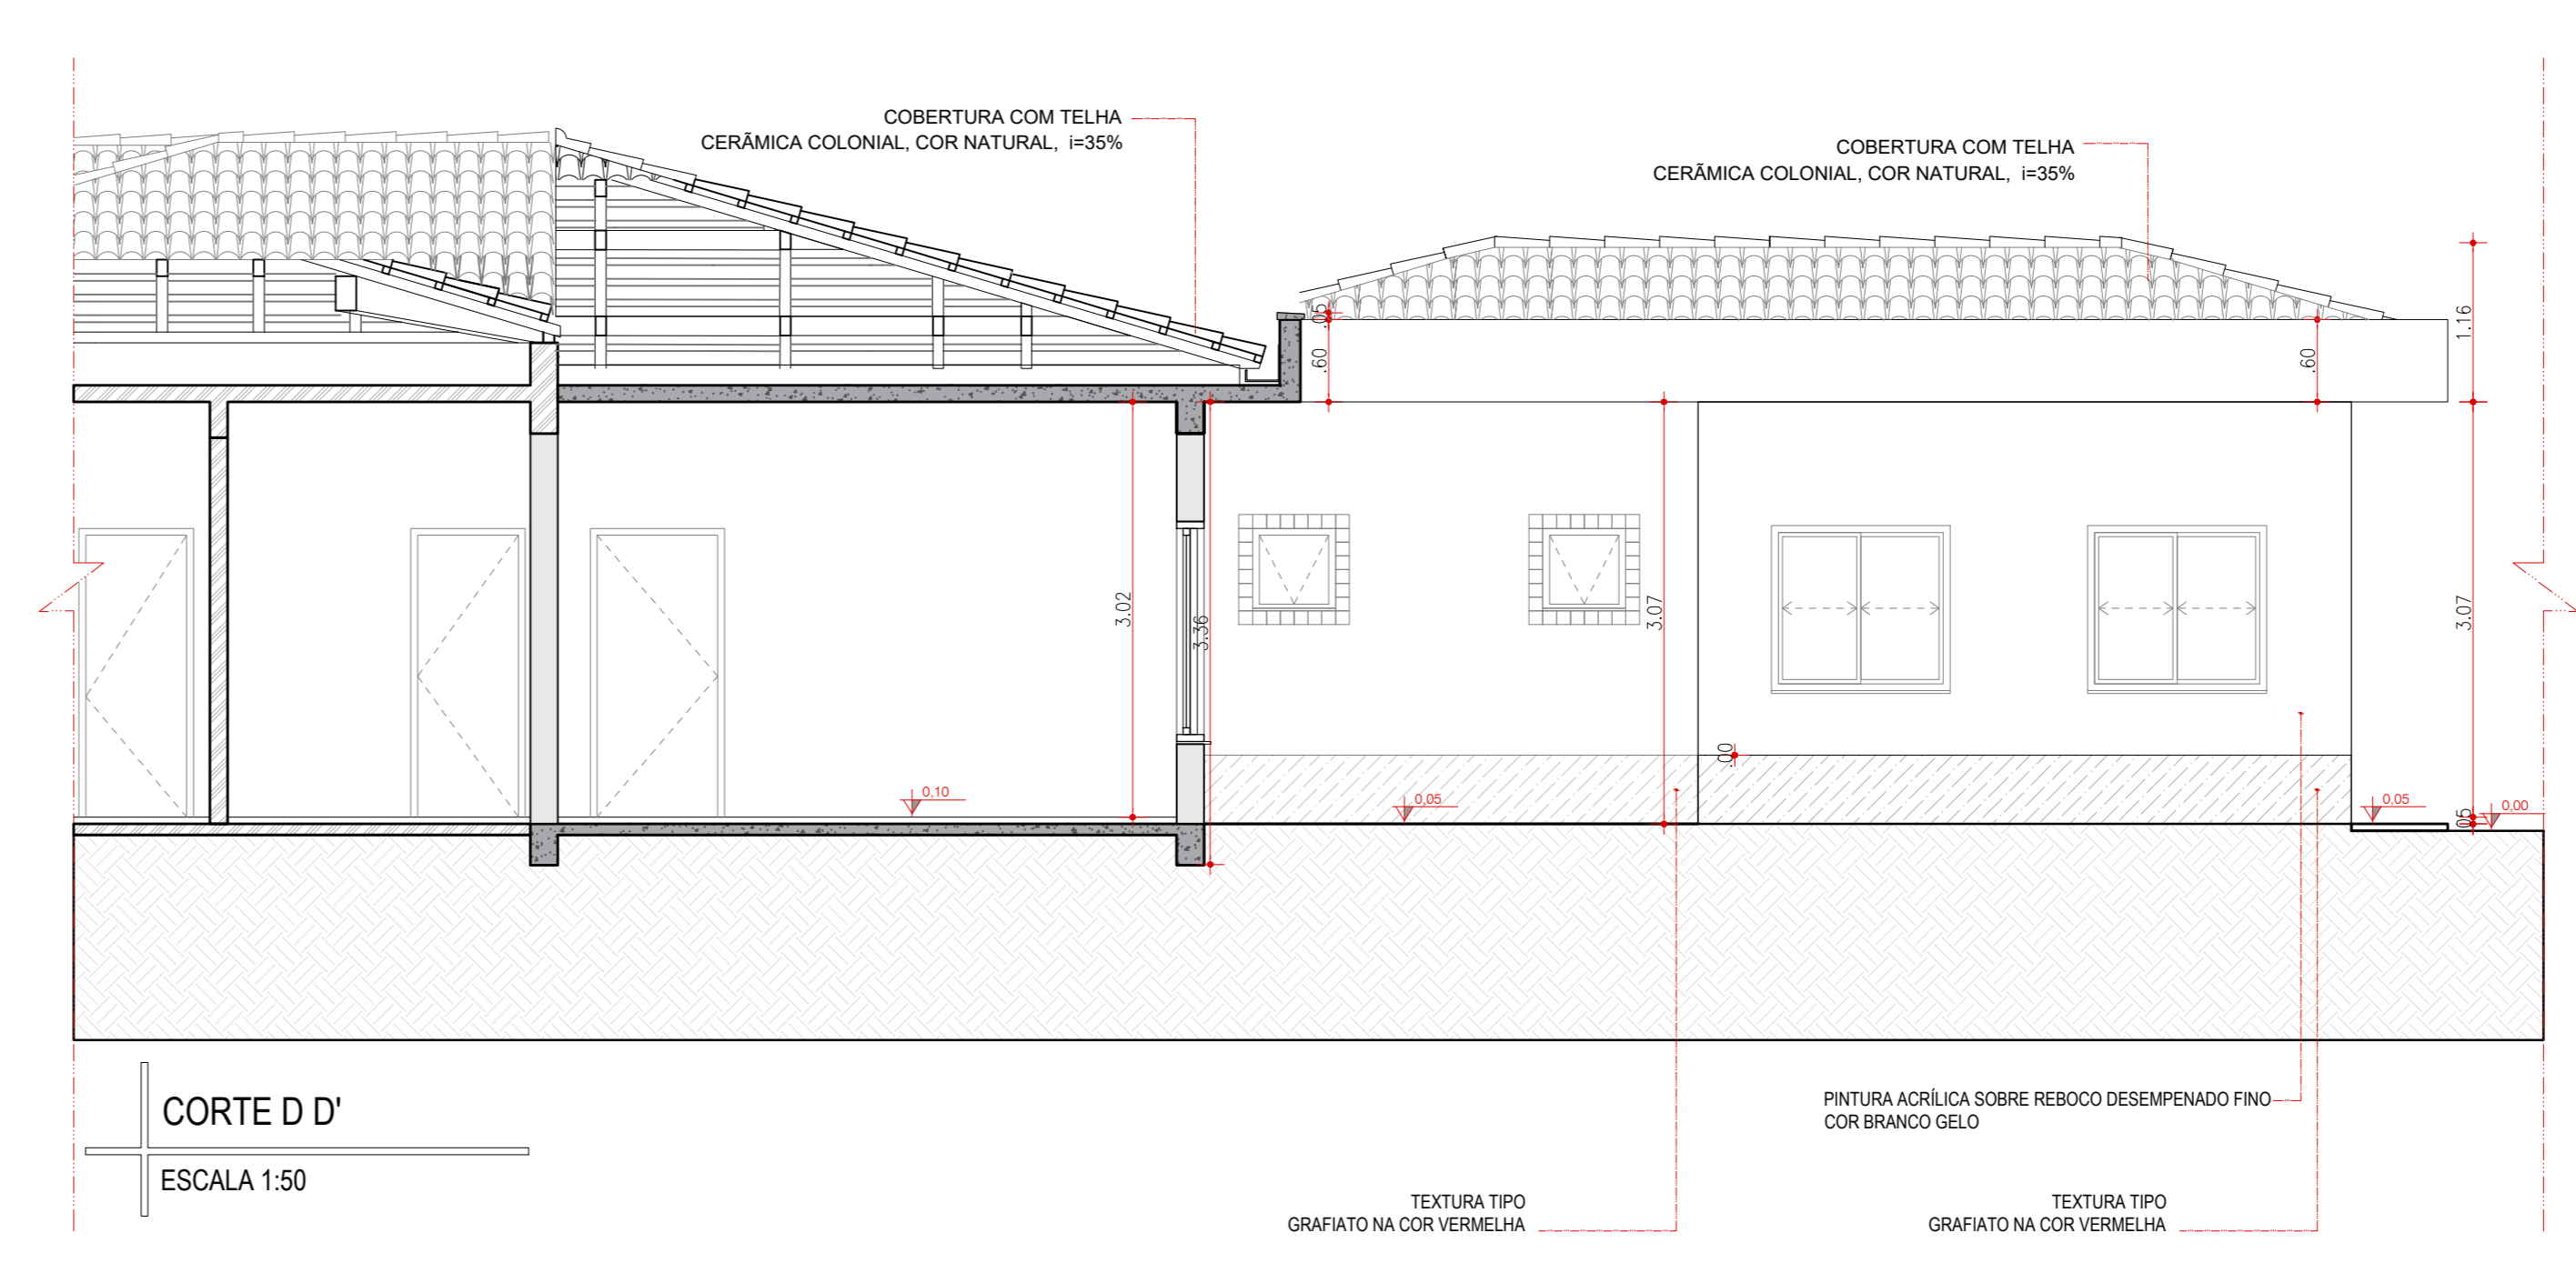 COBERTURA COM TELHA
CERÃMICA COLONIAL, COR NATURAL, i=35%
COBERTURA COM TELHA
CERÃMICA COLONIAL, COR NATURAL, i=35%
.05
.60
.60
1.16
3.02
3.36
3.07
3.07
.00
0,10
0,05
0,05
.05
0,00
CORTE D D'
ESCALA 1:50
PINTURA ACRÍLICA SOBRE REBOCO DESEMPENADO FINO
COR BRANCO GELO
TEXTURA TIPO
GRAFIATO NA COR VERMELHA
TEXTURA TIPO
GRAFIATO NA COR VERMELHA